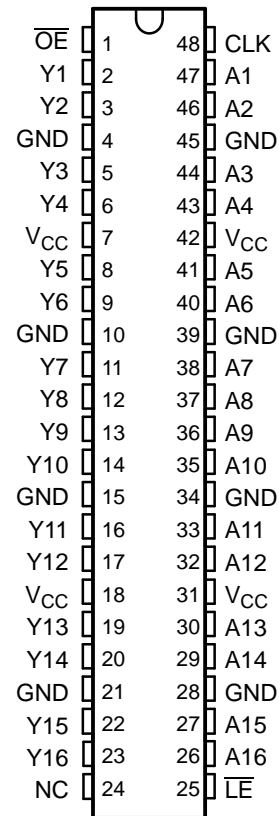 O̅E̅ 1 48 CLK
Y1 2 47 A1
Y2 3 46 A2
GND 4 45 GND
Y3 5 44 A3
Y4 6 43 A4
VCC 7 42 VCC
Y5 8 41 A5
Y6 9 40 A6
GND 10 39 GND
Y7 11 38 A7
Y8 12 37 A8
Y9 13 36 A9
Y10 14 35 A10
GND 15 34 GND
Y11 16 33 A11
Y12 17 32 A12
VCC 18 31 VCC
Y13 19 30 A13
Y14 20 29 A14
GND 21 28 GND
Y15 22 27 A15
Y16 23 26 A16
NC 24 25 L̅E̅